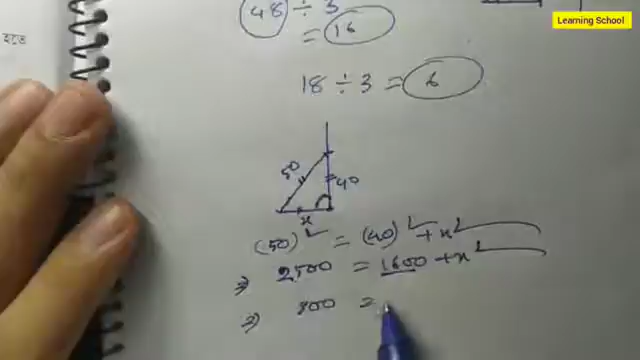 Learning School
48 ÷ 3
= 16
18 ÷ 3 = 6
50
40
x
(50)² = (40)² + x²
⇒ 2500 = 1600 + x²
⇒ 900 =